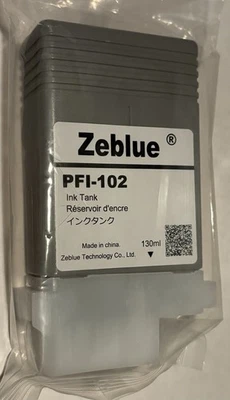 Zeblue ®
PFI-102
Ink Tank
Réservoir d'encre
インクタンク
Made in china.
130ml
Zeblue Technology Co., Ltd.
▼